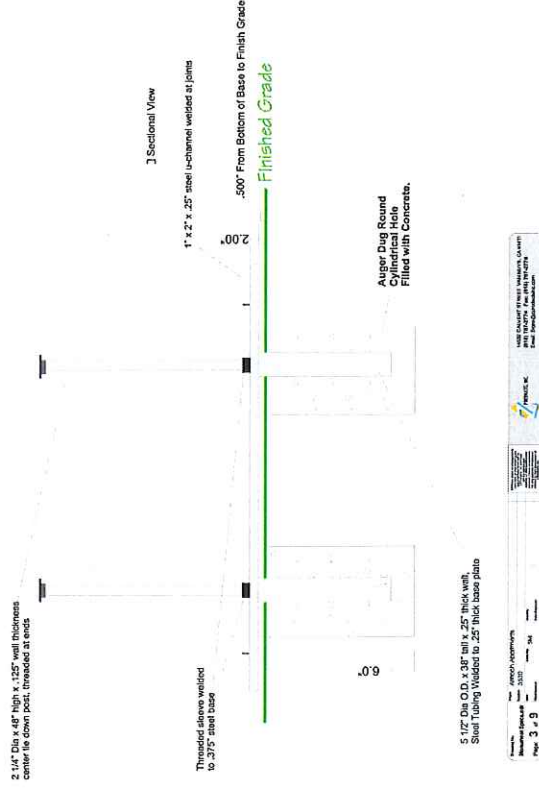 2 1/4" Dia x 48" high x .125" wall thickness
center tie down post, threaded at ends
Threaded sleeve welded
to .375" steel base
5 1/2" Dia O.D. x 38" tall x .25" thick wall,
Steel Tubing Welded to .25" thick base plate
6.0"
2.00"
] Sectional View
1" x 2" x .25" steel u-channel welded at joints
.500" From Bottom of Base to Finish Grade
Finished Grade
Auger Dug Round
Cylindrical Hole
Filled with Concrete.
Page: 3 of 9